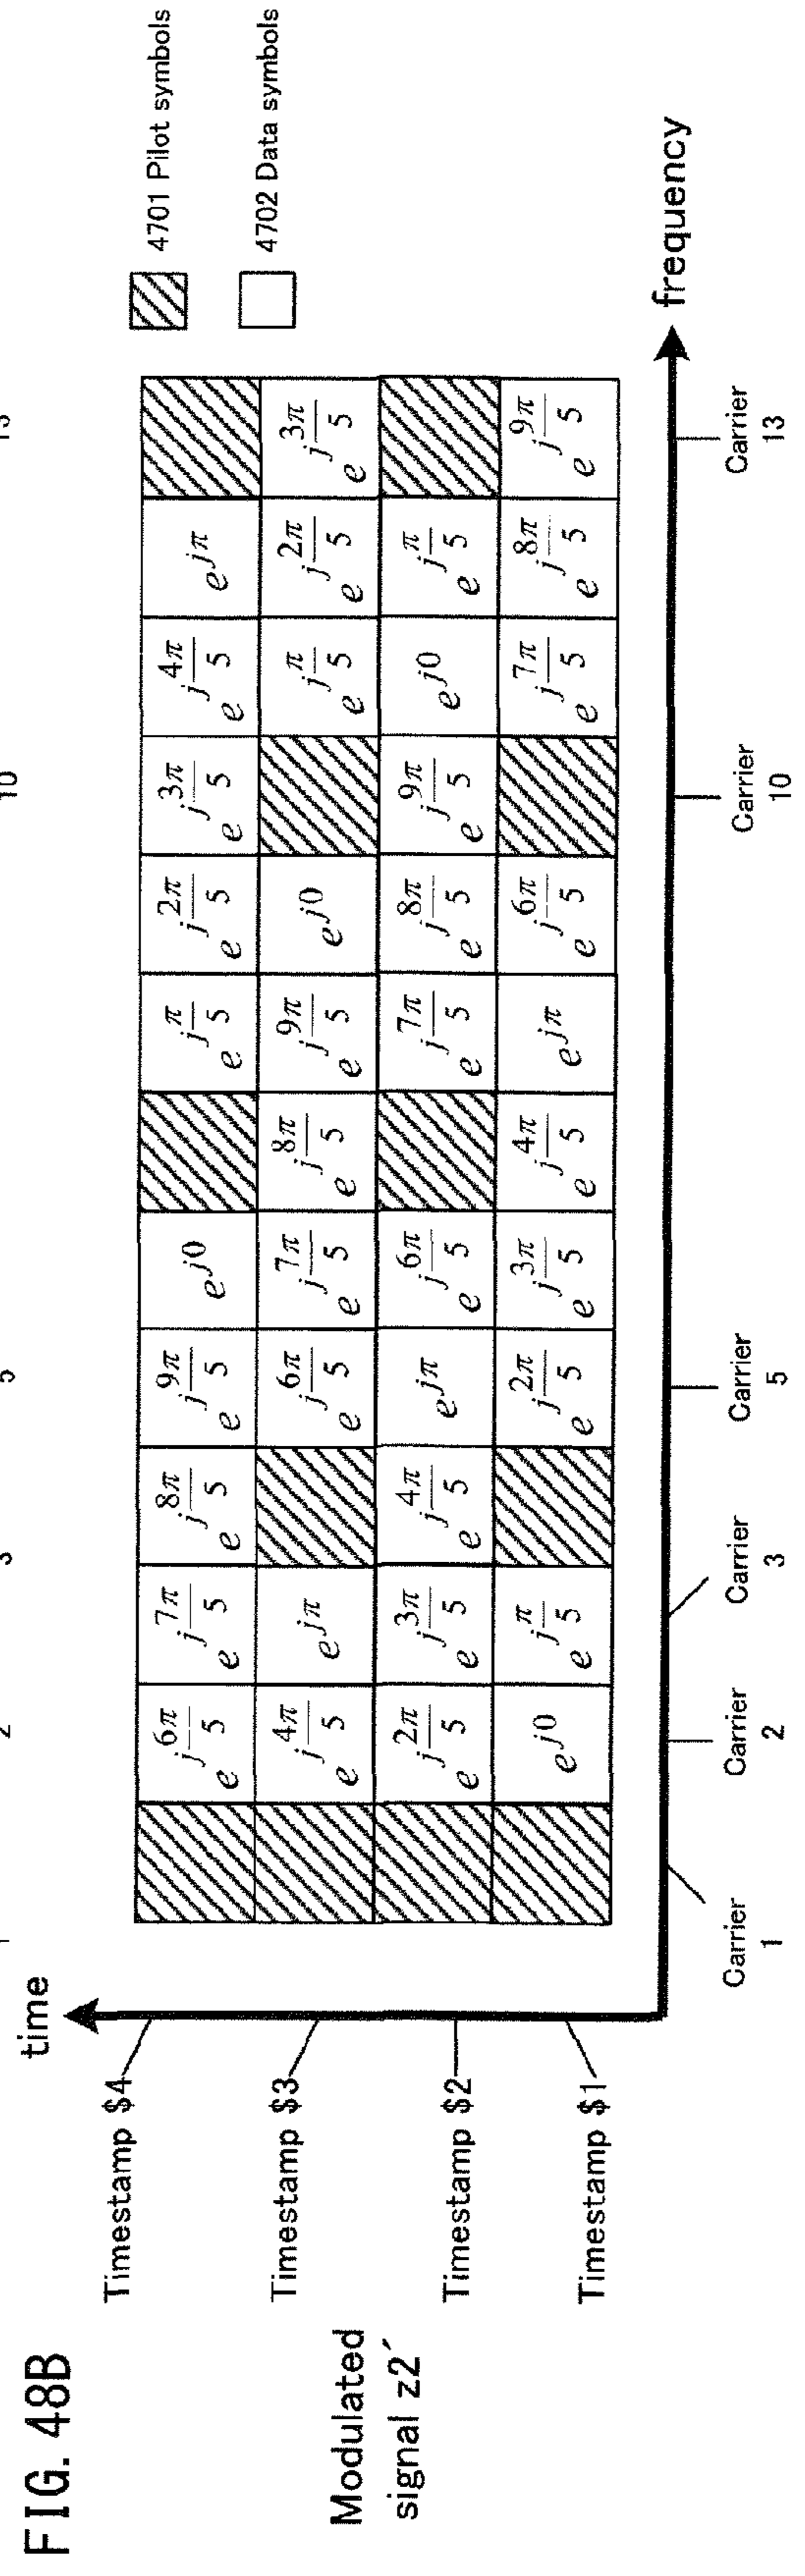 FIG. 48B
time
4701 Pilot symbols
4702 Data symbols
Modulated
signal z2´
Timestamp $4
e^{j6π/5} e^{j7π/5} e^{j8π/5} e^{j9π/5} e^{j0} e^{jπ/5} e^{j2π/5} e^{j3π/5} e^{j4π/5} e^{jπ}
Timestamp $3
e^{j4π/5} e^{jπ} e^{j6π/5} e^{j7π/5} e^{j8π/5} e^{j9π/5} e^{j0} e^{jπ/5} e^{j2π/5} e^{j3π/5}
Timestamp $2
e^{j2π/5} e^{j3π/5} e^{j4π/5} e^{jπ} e^{j6π/5} e^{j7π/5} e^{j8π/5} e^{j9π/5} e^{j0} e^{jπ/5}
Timestamp $1
e^{j0} e^{jπ/5} e^{j2π/5} e^{j3π/5} e^{j4π/5} e^{jπ} e^{j6π/5} e^{j7π/5} e^{j8π/5} e^{j9π/5}
frequency
Carrier
1
Carrier
2
Carrier
3
Carrier
5
Carrier
10
Carrier
13